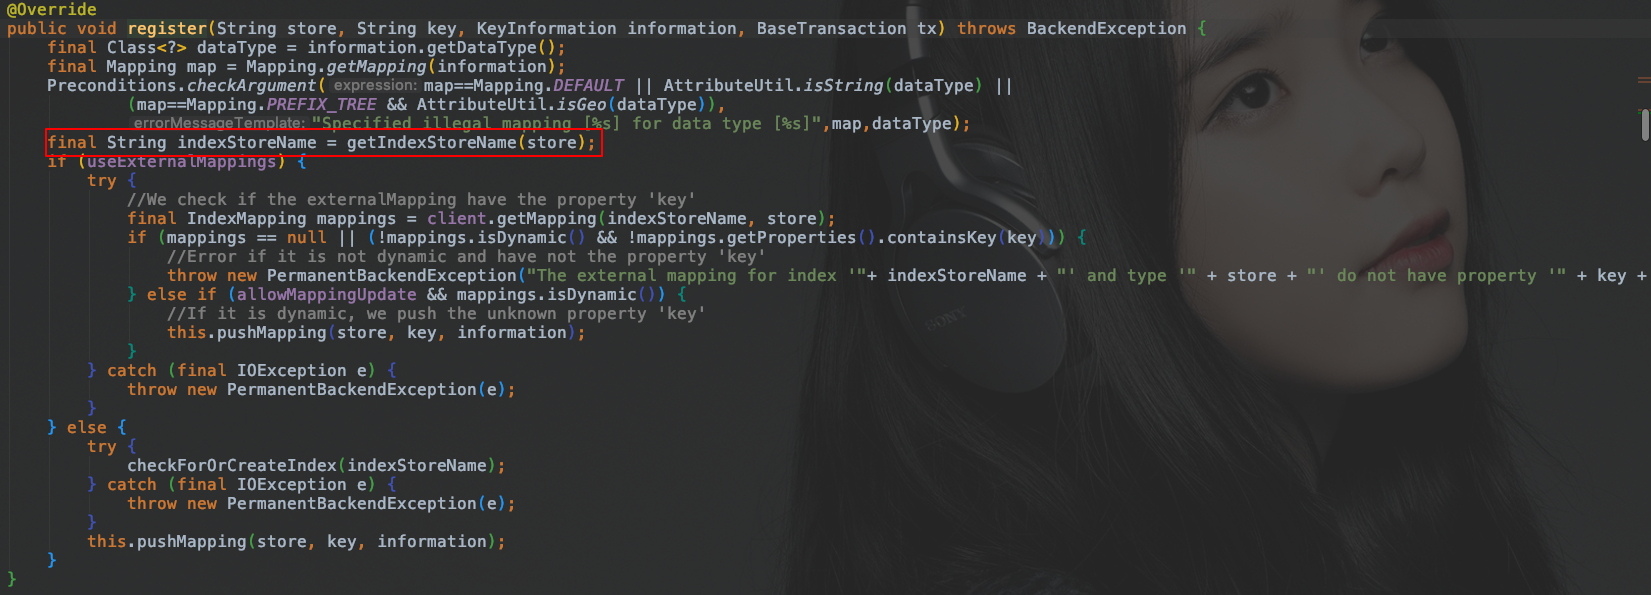 @Override
public void register(String store, String key, KeyInformation information, BaseTransaction tx) throws BackendException {
    final Class<?> dataType = information.getDataType();
    final Mapping map = Mapping.getMapping(information);
    Preconditions.checkArgument( expression: map==Mapping.DEFAULT || AttributeUtil.isString(dataType) ||
            (map==Mapping.PREFIX_TREE && AttributeUtil.isGeo(dataType)),
            errorMessageTemplate: "Specified illegal mapping [%s] for data type [%s]",map,dataType);
    final String indexStoreName = getIndexStoreName(store);
    if (useExternalMappings) {
        try {
            //We check if the externalMapping have the property 'key'
            final IndexMapping mappings = client.getMapping(indexStoreName, store);
            if (mappings == null || (!mappings.isDynamic() && !mappings.getProperties().containsKey(key))) {
                //Error if it is not dynamic and have not the property 'key'
                throw new PermanentBackendException("The external mapping for index '"+ indexStoreName + "' and type '" + store + "' do not have property '" + key +
            } else if (allowMappingUpdate && mappings.isDynamic()) {
                //If it is dynamic, we push the unknown property 'key'
                this.pushMapping(store, key, information);
            }
        } catch (final IOException e) {
            throw new PermanentBackendException(e);
        }
    } else {
        try {
            checkForOrCreateIndex(indexStoreName);
        } catch (final IOException e) {
            throw new PermanentBackendException(e);
        }
        this.pushMapping(store, key, information);
    }
}
SONY